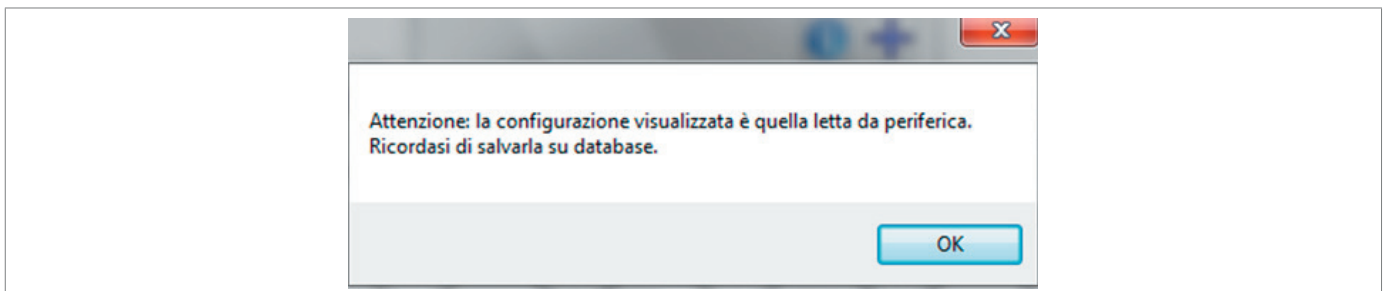 Attenzione: la configurazione visualizzata è quella letta da periferica.
Ricordasi di salvarla su database.
OK